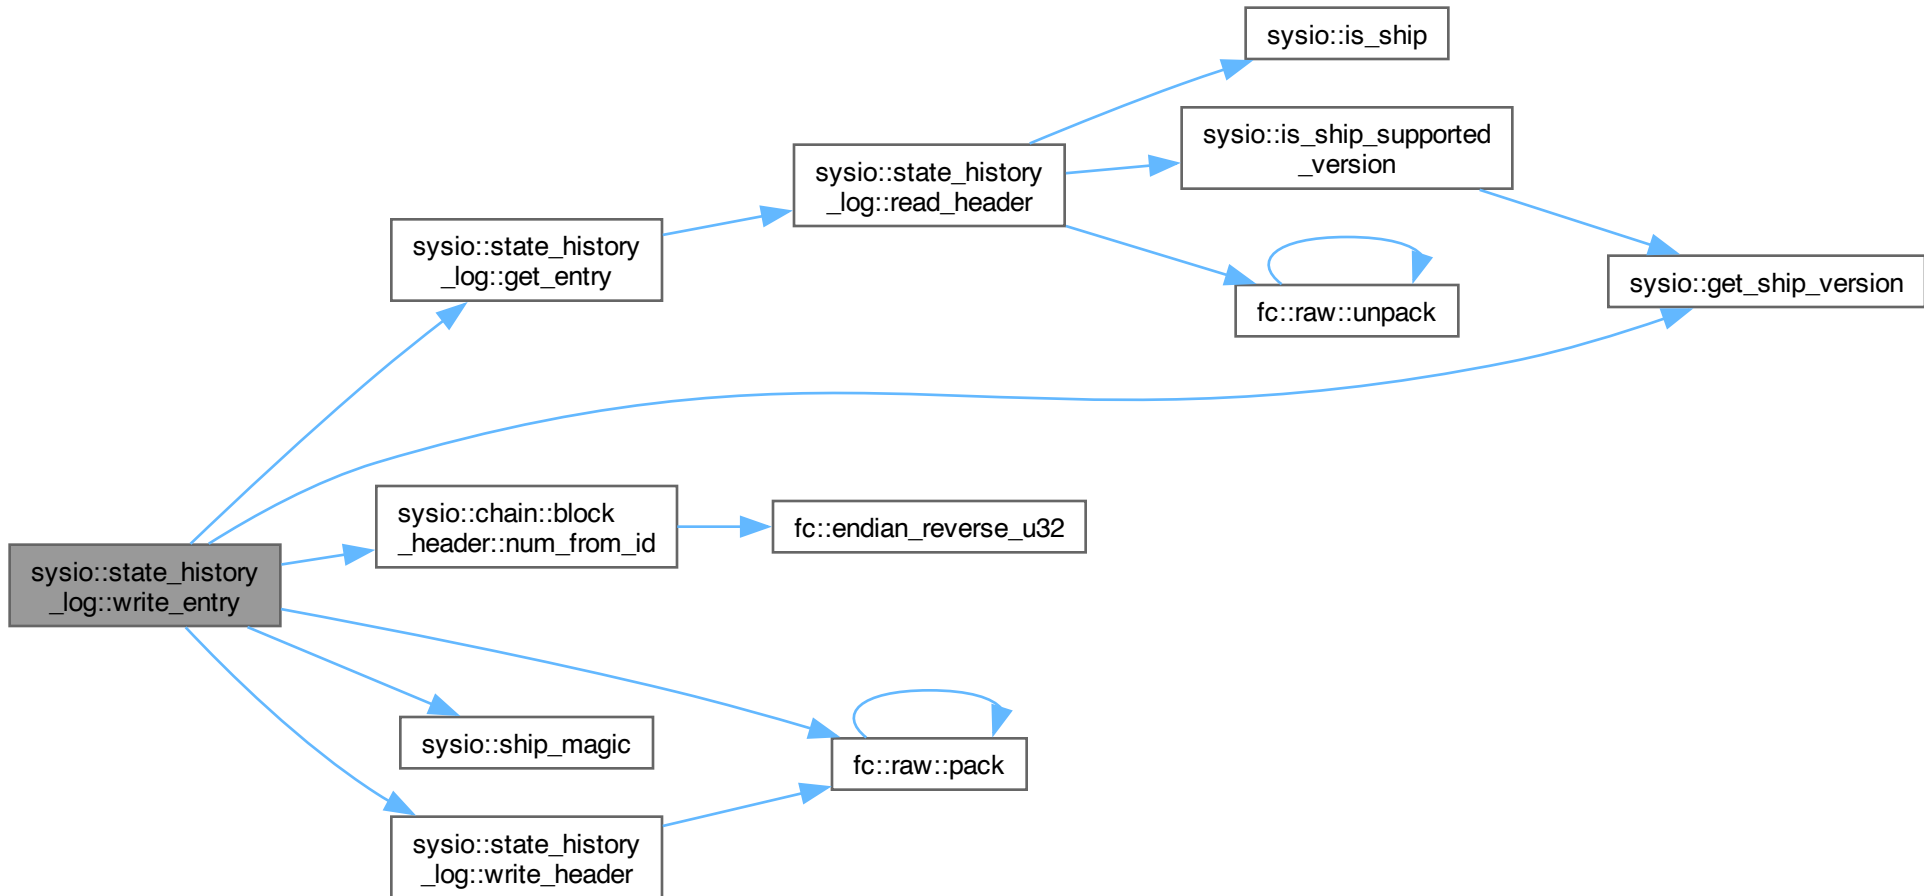 sysio::is_ship
sysio::is_ship_supported
_version
sysio::state_history
_log::read_header
sysio::state_history
_log::get_entry
sysio::get_ship_version
fc::raw::unpack
sysio::chain::block
_header::num_from_id
fc::endian_reverse_u32
sysio::state_history
_log::write_entry
sysio::ship_magic
fc::raw::pack
sysio::state_history
_log::write_header